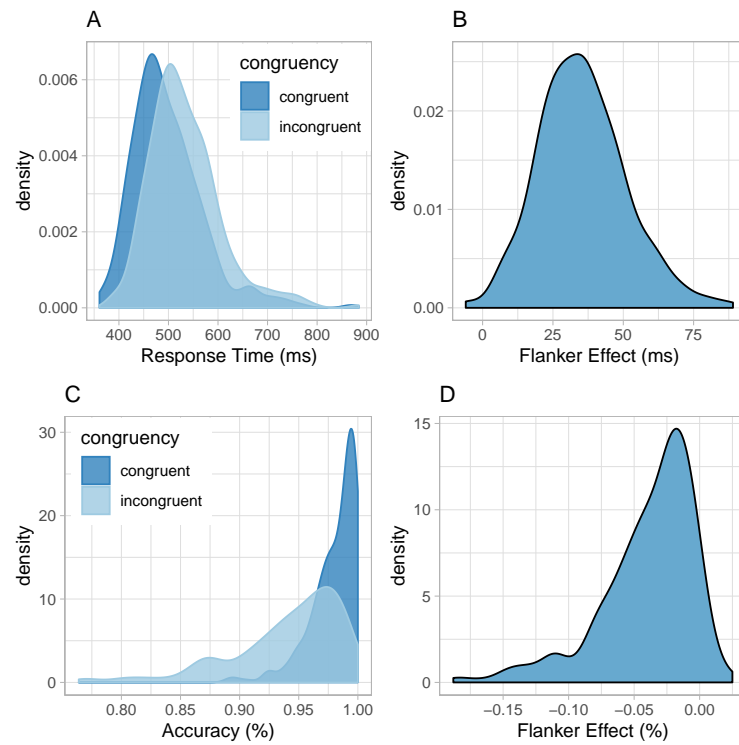 A
congruency
congruent
incongruent
density
0.006
0.004
0.002
0.000
400 500 600 700 800 900
Response Time (ms)
B
density
0.02
0.01
0.00
0 25 50 75
Flanker Effect (ms)
C
congruency
congruent
incongruent
density
30
20
10
0
0.80 0.85 0.90 0.95 1.00
Accuracy (%)
D
density
15
10
5
0
−0.15 −0.10 −0.05 0.00
Flanker Effect (%)